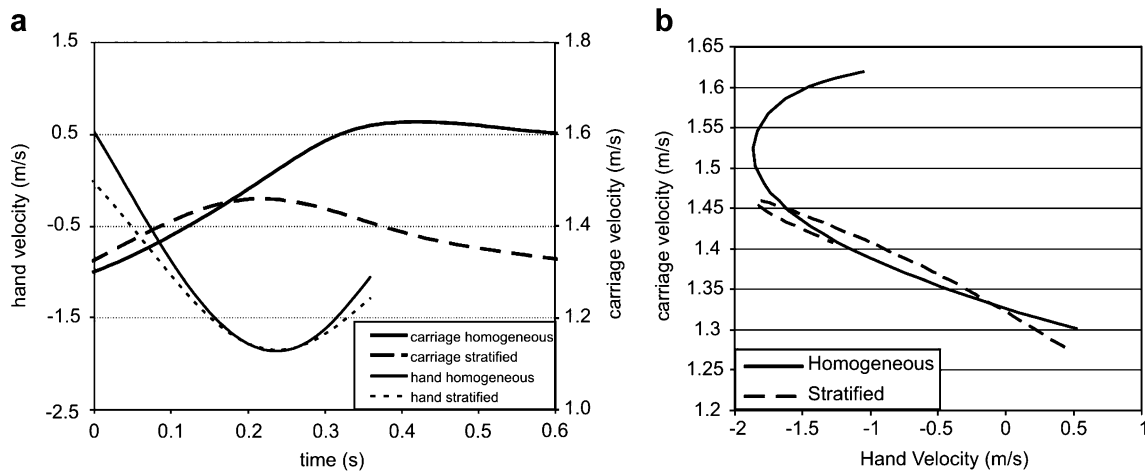 a
1.5
0.5
-0.5
-1.5
-2.5
hand velocity (m/s)
1.8
1.6
1.4
1.2
1.0
carriage velocity (m/s)
carriage homogeneous
carriage stratified
hand homogeneous
hand stratified
0 0.1 0.2 0.3 0.4 0.5 0.6
time (s)
b
1.65
1.6
1.55
1.5
1.45
1.4
1.35
1.3
1.25
1.2
carriage velocity (m/s)
Homogeneous
Stratified
-2 -1.5 -1 -0.5 0 0.5 1
Hand Velocity (m/s)